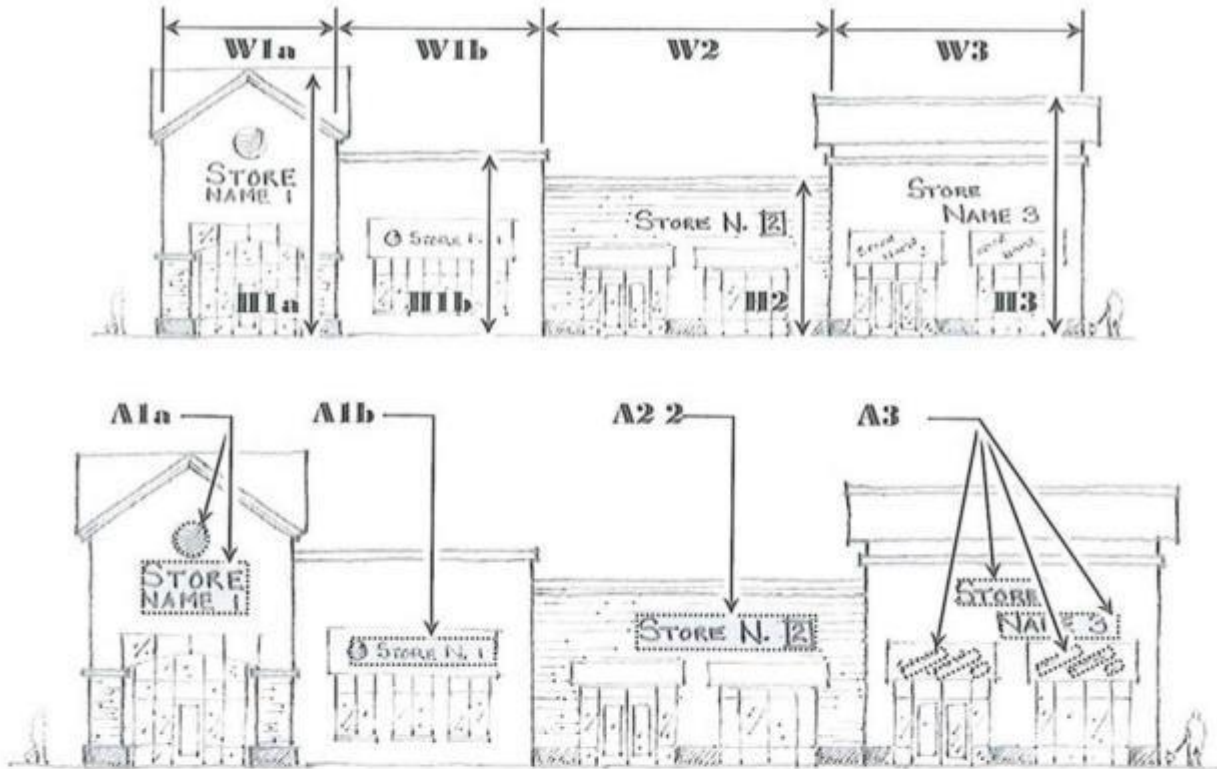 W1a W1b W2 W3
STORE
NAME 1
STORE
NAME 3
STORE N. 2
STORE N. 1
H1a H1b H2 H3
A1a A1b A2 2 A3
STORE
NAME 1
STORE
3
STORE N. 2
STORE N. 1